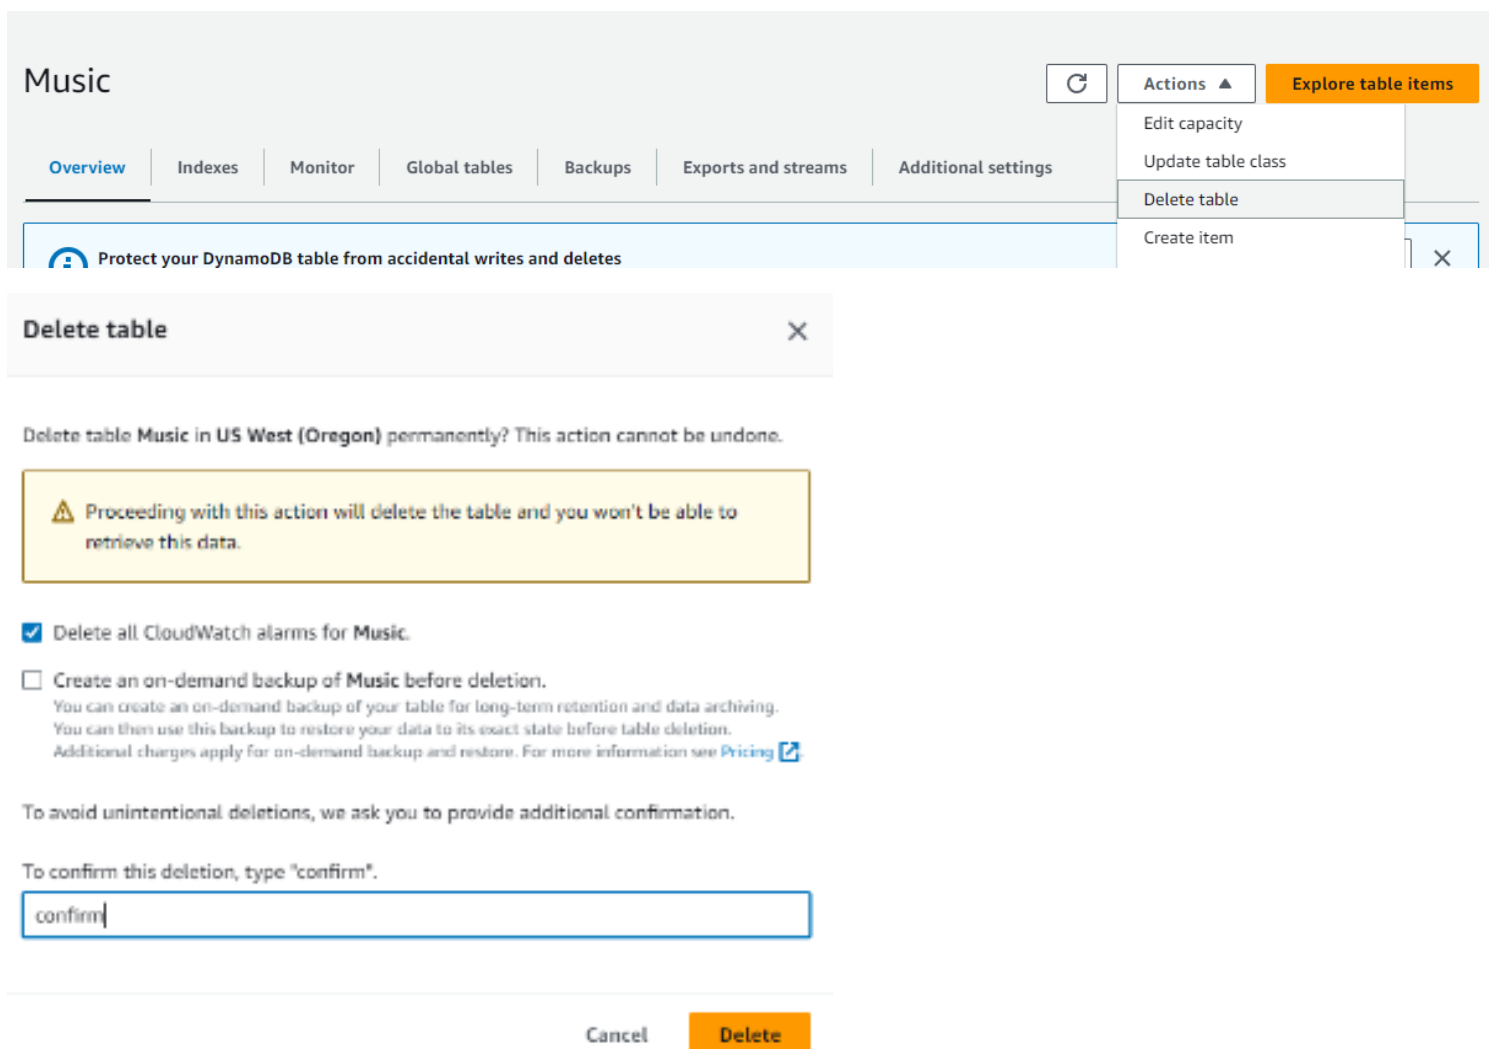 Music
Actions
Explore table items
Edit capacity
Update table class
Delete table
Create item
Overview
Indexes
Monitor
Global tables
Backups
Exports and streams
Additional settings
Protect your DynamoDB table from accidental writes and deletes
Delete table
Delete table Music in US West (Oregon) permanently? This action cannot be undone.
Proceeding with this action will delete the table and you won't be able to
retrieve this data.
Delete all CloudWatch alarms for Music.
Create an on-demand backup of Music before deletion.
You can create an on-demand backup of your table for long-term retention and data archiving.
You can then use this backup to restore your data to its exact state before table deletion.
Additional charges apply for on-demand backup and restore. For more information see Pricing.
To avoid unintentional deletions, we ask you to provide additional confirmation.
To confirm this deletion, type "confirm".
confirm
Cancel
Delete